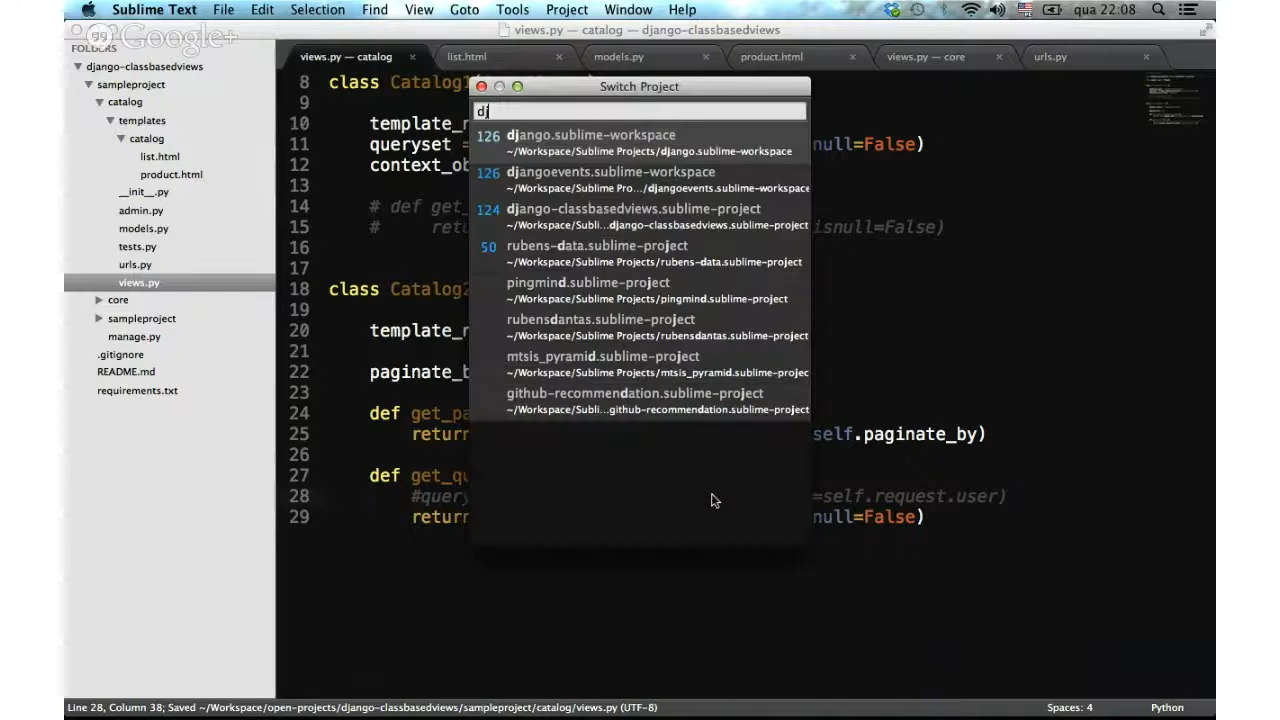 Sublime Text File Edit Selection Find View Goto Tools Project Window Help qua 22:08
views.py — catalog — django-classbasedviews
Google+
FOLDERS
django-classbasedviews
sampleproject
catalog
templates
catalog
list.html
product.html
__init__.py
admin.py
models.py
tests.py
urls.py
views.py
core
sampleproject
manage.py
.gitignore
README.md
requirements.txt
views.py — catalog × list.html × models.py × product.html × views.py — core × urls.py ×
8 class Catalog1
9
10 template_n
11 queryset = null=False)
12 context_ob
13
14 # def get_
15 # ret isnull=False)
16
17
18 class Catalog2
19
20 template_n
21
22 paginate_b
23
24 def get_pa
25 return self.paginate_by)
26
27 def get_qu
28 #query =self.request.user)
29 return null=False)
Switch Project
dj
126 django.sublime-workspace
~/Workspace/Sublime Projects/django.sublime-workspace
126 djangoevents.sublime-workspace
~/Workspace/Sublime Pro.../djangoevents.sublime-workspace
124 django-classbasedviews.sublime-project
~/Workspace/Subli...django-classbasedviews.sublime-project
50 rubens-data.sublime-project
~/Workspace/Sublime Projects/rubens-data.sublime-project
pingmind.sublime-project
~/Workspace/Sublime Projects/pingmind.sublime-project
rubensdantas.sublime-project
~/Workspace/Sublime Projects/rubensdantas.sublime-project
mtsis_pyramid.sublime-project
~/Workspace/Sublime Projects/mtsis_pyramid.sublime-projec
github-recommendation.sublime-project
~/Workspace/Subli...github-recommendation.sublime-project
Line 28, Column 38; Saved ~/Workspace/open-projects/django-classbasedviews/sampleproject/catalog/views.py (UTF-8) Spaces: 4 Python